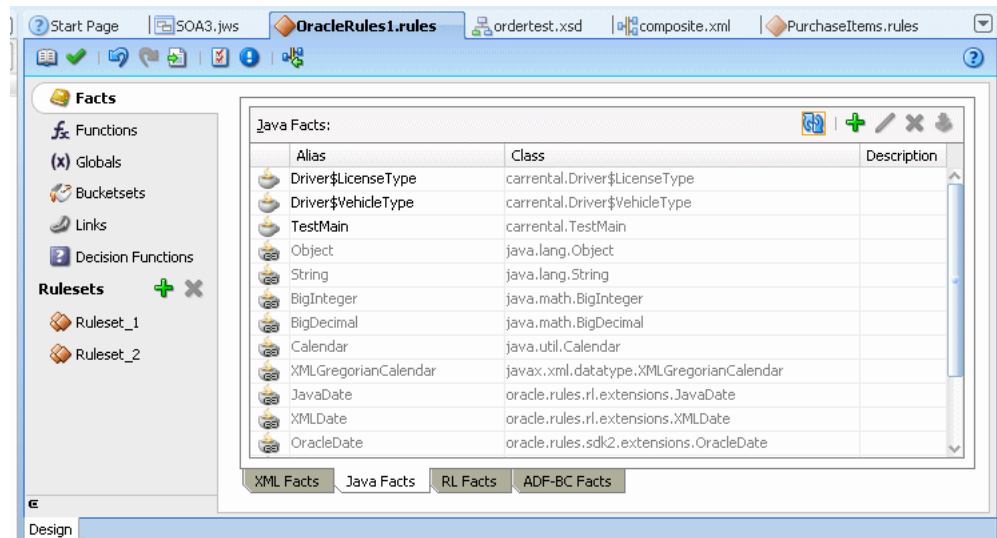 Start Page SOA3.jws OracleRules1.rules ordertest.xsd composite.xml PurchaseItems.rules
Facts
Functions
(x) Globals
Bucketsets
Links
Decision Functions
Rulesets
Ruleset_1
Ruleset_2
Java Facts:
Alias Class Description
Driver$LicenseType carrental.Driver$LicenseType
Driver$VehicleType carrental.Driver$VehicleType
TestMain carrental.TestMain
Object java.lang.Object
String java.lang.String
BigInteger java.math.BigInteger
BigDecimal java.math.BigDecimal
Calendar java.util.Calendar
XMLGregorianCalendar javax.xml.datatype.XMLGregorianCalendar
JavaDate oracle.rules.rl.extensions.JavaDate
XMLDate oracle.rules.rl.extensions.XMLDate
OracleDate oracle.rules.sdk2.extensions.OracleDate
XML Facts Java Facts RL Facts ADF-BC Facts
Design